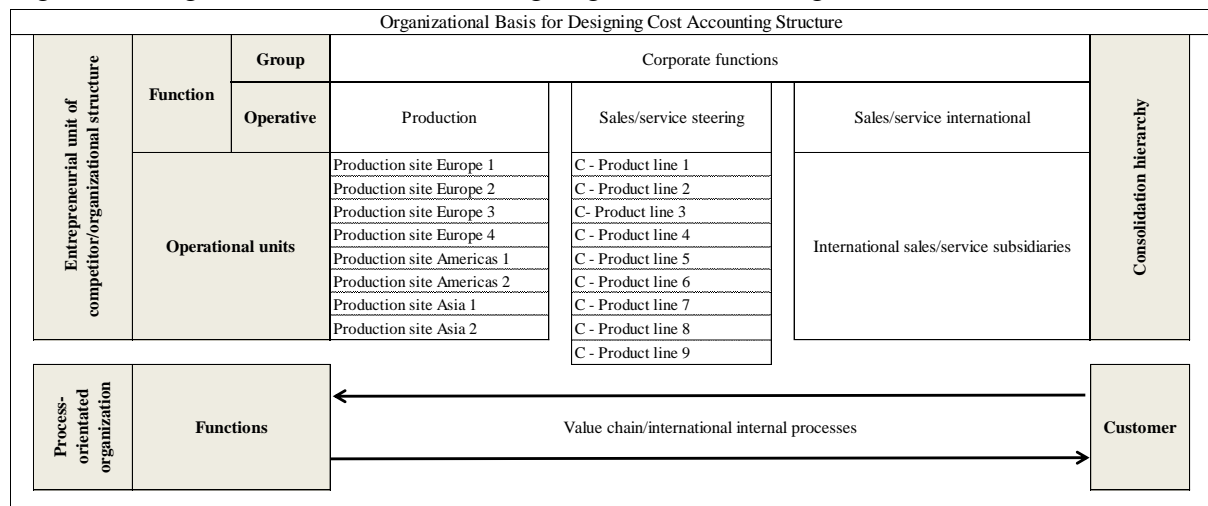 Organizational Basis for Designing Cost Accounting Structure
Entrepreneurial unit of
competitor/organizational structure
Function
Group
Corporate functions
Consolidation hierarchy
Operative
Production
Sales/service steering
Sales/service international
Operational units
Production site Europe 1
Production site Europe 2
Production site Europe 3
Production site Europe 4
Production site Americas 1
Production site Americas 2
Production site Asia 1
Production site Asia 2
C - Product line 1
C - Product line 2
C- Product line 3
C - Product line 4
C - Product line 5
C - Product line 6
C - Product line 7
C - Product line 8
C - Product line 9
International sales/service subsidiaries
Process-
orientated
organization
Functions
Value chain/international internal processes
Customer